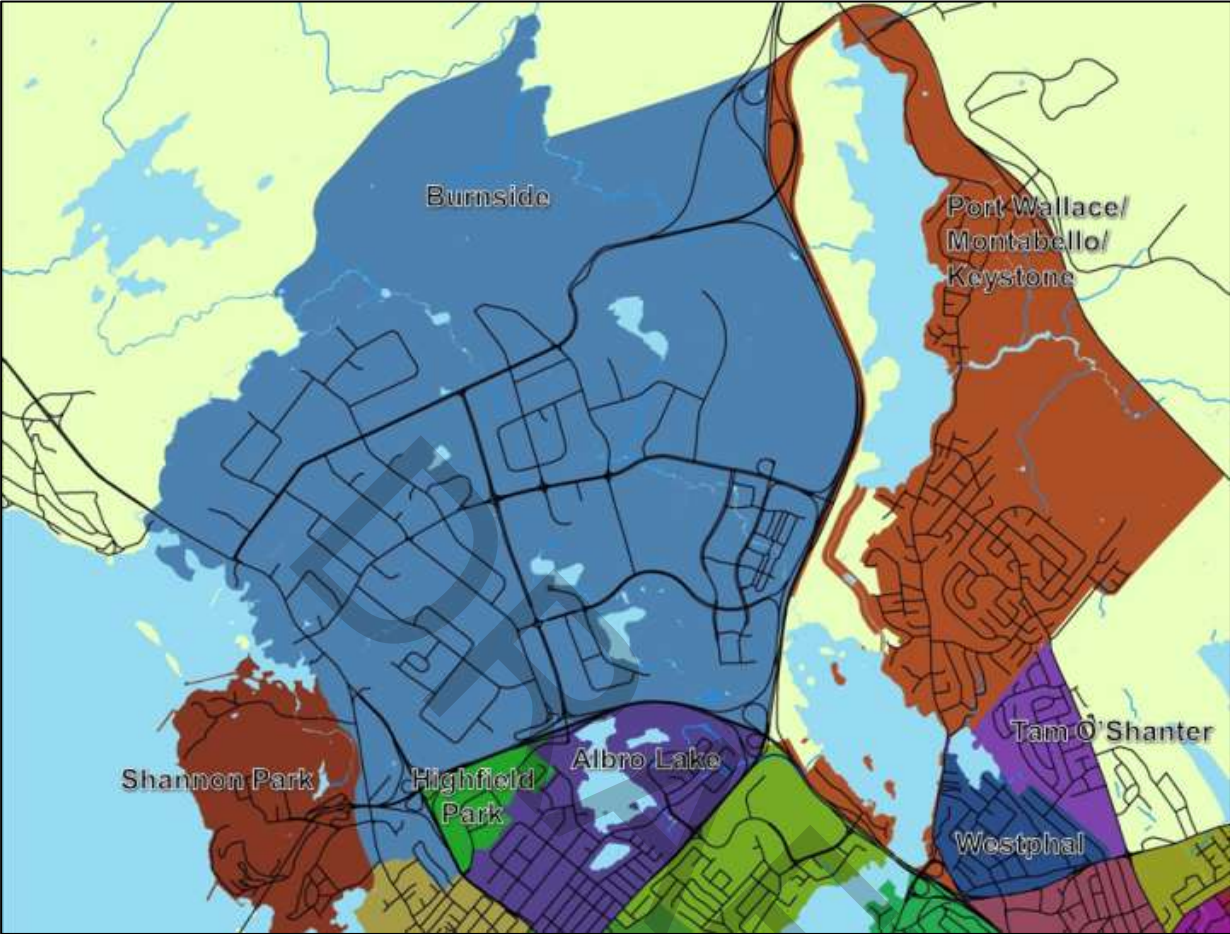 Burnside
Port Wallace/
Montabello/
Keystone
Tam O'Shanter
Albro Lake
Shannon Park
Highfield
Park
Westphal